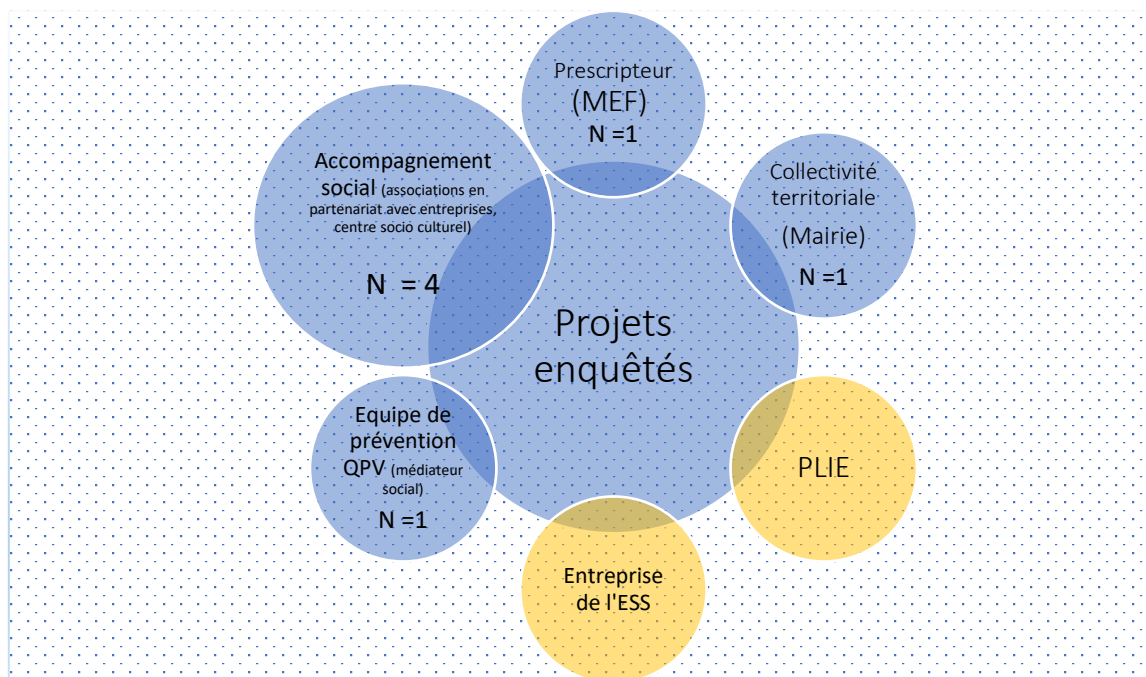 Prescripteur
(MEF)
N =1
Accompagnement
social (associations en
partenariat avec entreprises,
centre socio culturel)
N = 4
Collectivité
territoriale
(Mairie)
N =1
Projets
enquêtés
Equipe de
prévention
QPV (médiateur
social)
N =1
PLIE
Entreprise
de l'ESS